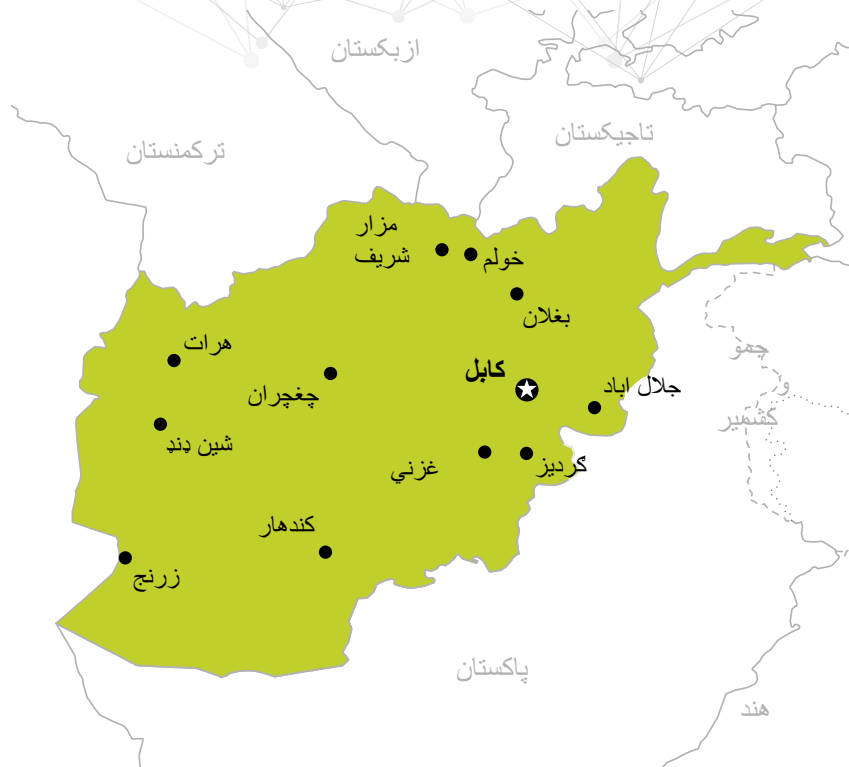 ازبکستان
تاجیکستان
ترکمنستان
مزار
شریف
خولم
بغلان
هرات
جمو
و
کشمیر
کابل
چغچران
جلال اباد
شین ډنډ
غزني
ګردیز
کندهار
زرنج
پاکستان
هند